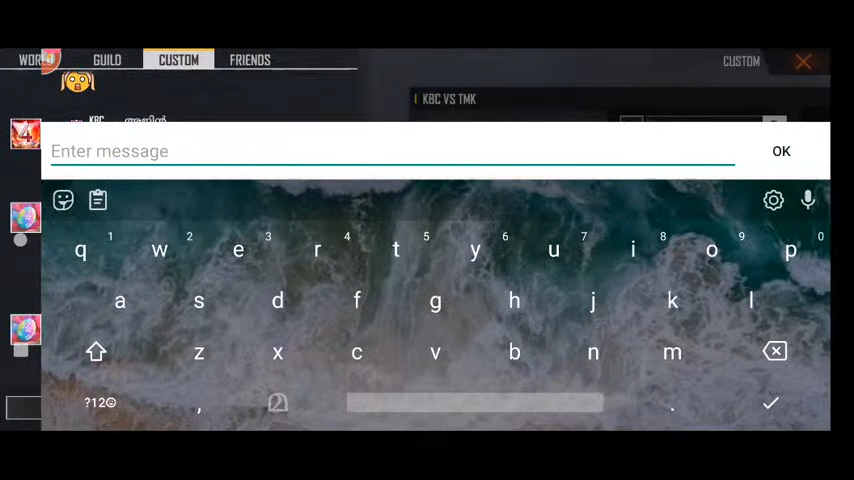 GUILD
CUSTOM
FRIENDS
CUSTOM
KBC VS TMK
KBC
Enter message
OK
q 1 w 2 e 3 r 4 t 5 y 6 u 7 i 8 o 9 p 0
a s d f g h j k l
z x c v b n m
?12☺ , മ .